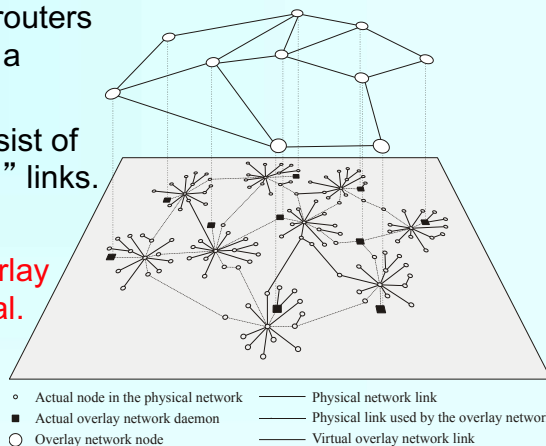 routers
a
sist of
” links.
rlay
al.
Actual node in the physical network
Physical network link
Actual overlay network daemon
Physical link used by the overlay networ
Overlay network node
Virtual overlay network link